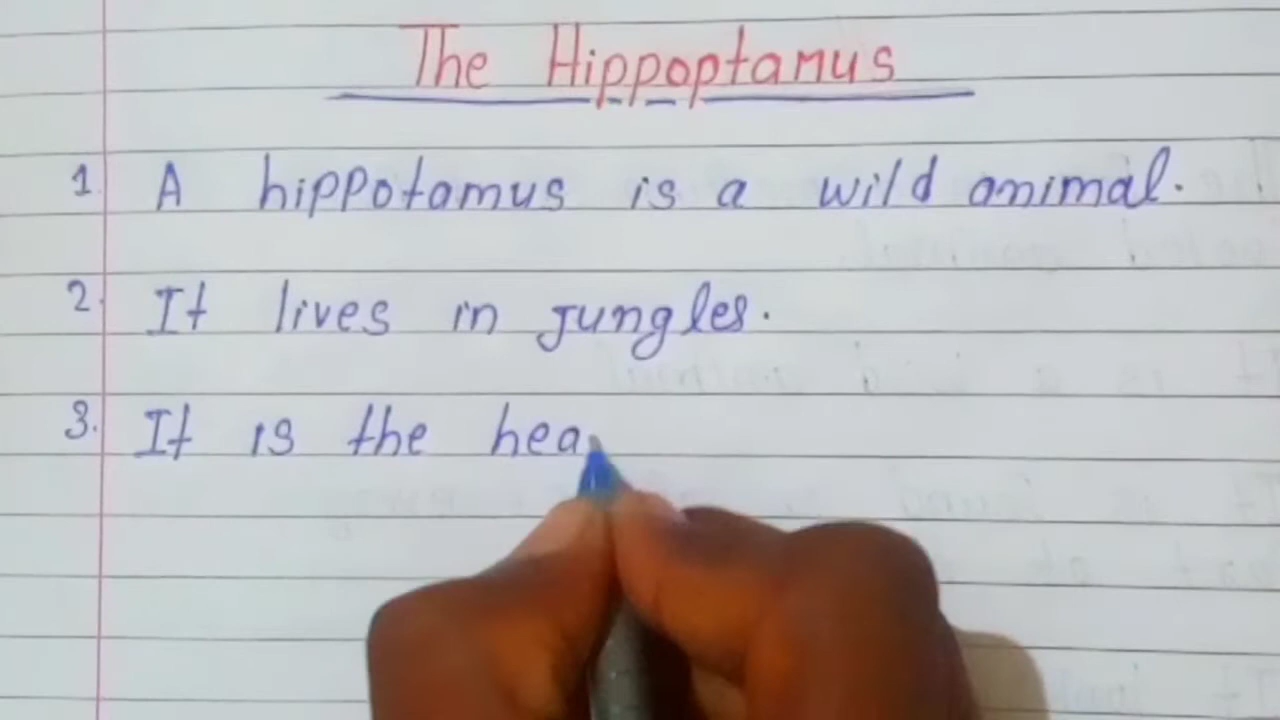 The Hippoptamus
1. A hippotamus is a wild animal.
2. It lives in jungles.
3. It is the hea